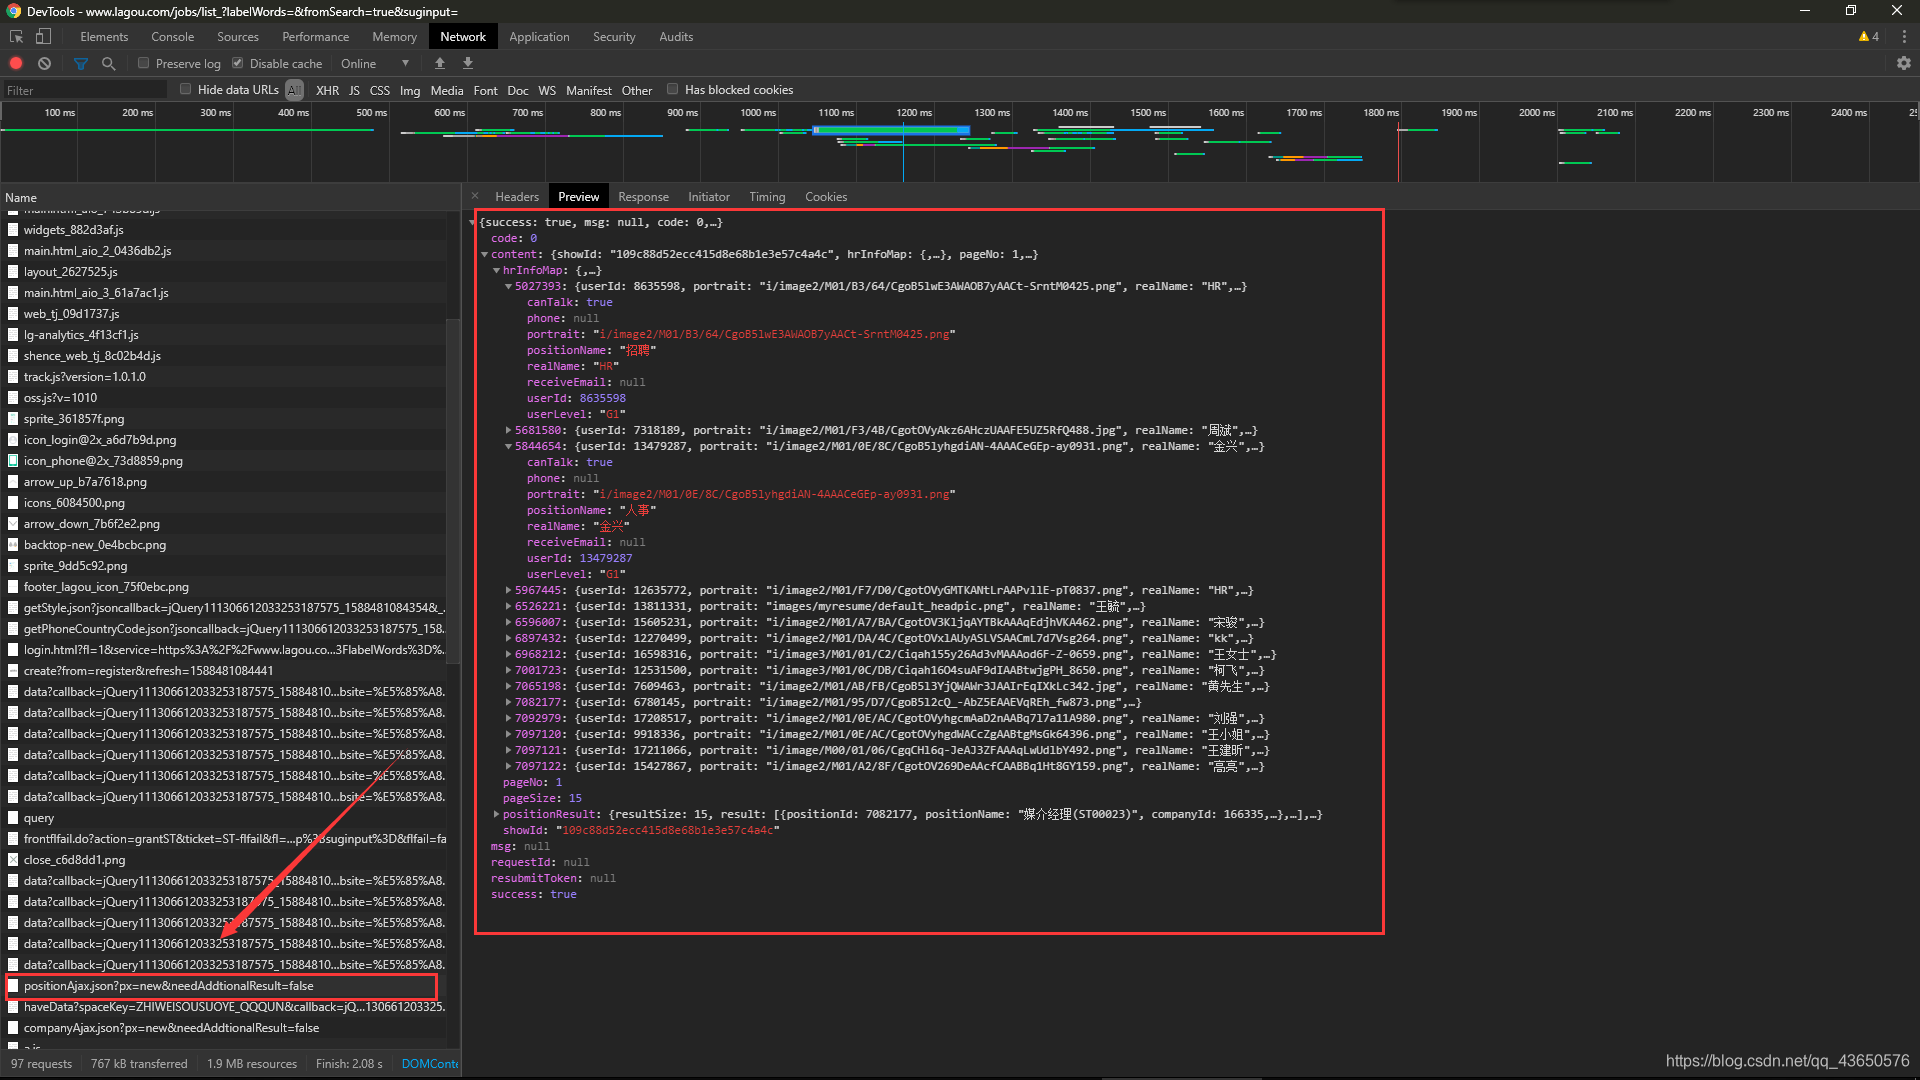 DevTools - www.lagou.com/jobs/list_?labelWords=&fromSearch=true&suginput=
Elements Console Sources Performance Memory Network Application Security Audits 4
Preserve log Disable cache Online
Filter Hide data URLs All XHR JS CSS Img Media Font Doc WS Manifest Other Has blocked cookies
100 ms 200 ms 300 ms 400 ms 500 ms 600 ms 700 ms 800 ms 900 ms 1000 ms 1100 ms 1200 ms 1300 ms 1400 ms 1500 ms 1600 ms 1700 ms 1800 ms 1900 ms 2000 ms 2100 ms 2200 ms 2300 ms 2400 ms
Name
widgets_882d3af.js
main.html_aio_2_0436db2.js
layout_2627525.js
main.html_aio_3_61a7ac1.js
web_tj_09d1737.js
lg-analytics_4f13cf1.js
shence_web_tj_8c02b4d.js
track.js?version=1.0.1.0
oss.js?v=1010
sprite_361857f.png
icon_login@2x_a6d7b9d.png
icon_phone@2x_73d8859.png
arrow_up_b7a7618.png
icons_6084500.png
arrow_down_7b6f2e2.png
backtop-new_0e4bcbc.png
sprite_9dd5c92.png
footer_lagou_icon_75f0ebc.png
getStyle.json?jsoncallback=jQuery111306612033253187575_1588481084354&_…
getPhoneCountryCode.json?jsoncallback=jQuery111306612033253187575_158…
login.html?fl=1&service=https%3A%2F%2Fwww.lagou.co…3FlabelWords%3D%…
create?from=register&refresh=1588481084441
data?callback=jQuery111306612033253187575_15884810…bsite=%E5%85%A8…
data?callback=jQuery111306612033253187575_15884810…bsite=%E5%85%A8…
data?callback=jQuery111306612033253187575_15884810…bsite=%E5%85%A8…
data?callback=jQuery111306612033253187575_15884810…bsite=%E5%85%A8…
data?callback=jQuery111306612033253187575_15884810…bsite=%E5%85%A8…
data?callback=jQuery111306612033253187575_15884810…bsite=%E5%85%A8…
query
frontflfail.do?action=grantST&ticket=ST-flfail&fl=…p%3Fsuginput%3D&flfail=fa
close_c6d8dd1.png
data?callback=jQuery111306612033253187575_15884810…bsite=%E5%85%A8…
data?callback=jQuery111306612033253187575_15884810…bsite=%E5%85%A8…
data?callback=jQuery111306612033253187575_15884810…bsite=%E5%85%A8…
data?callback=jQuery111306612033253187575_15884810…bsite=%E5%85%A8…
data?callback=jQuery111306612033253187575_15884810…bsite=%E5%85%A8…
positionAjax.json?px=new&needAddtionalResult=false
haveData?spaceKey=ZHIWEISOUSUOYE_QQQUN&callback=jQ…130661203325…
companyAjax.json?px=new&needAddtionalResult=false
97 requests 767 kB transferred 1.9 MB resources Finish: 2.08 s DOMConte
Headers Preview Response Initiator Timing Cookies
{success: true, msg: null, code: 0,…}
code: 0
content: {showId: "109c88d52ecc415d8e68b1e3e57c4a4c", hrInfoMap: {,…}, pageNo: 1,…}
hrInfoMap: {,…}
5027393: {userId: 8635598, portrait: "i/image2/M01/B3/64/CgoB5lwE3AWAOB7yAACt-SrntM0425.png", realName: "HR",…}
canTalk: true
phone: null
portrait: "i/image2/M01/B3/64/CgoB5lwE3AWAOB7yAACt-SrntM0425.png"
positionName: "招聘"
realName: "HR"
receiveEmail: null
userId: 8635598
userLevel: "G1"
5681580: {userId: 7318189, portrait: "i/image2/M01/F3/4B/CgotOVyAkz6AHczUAAFE5UZ5RfQ488.jpg", realName: "周斌",…}
5844654: {userId: 13479287, portrait: "i/image2/M01/0E/8C/CgoB5lyhgdiAN-4AAACeGEp-ay0931.png", realName: "金兴",…}
canTalk: true
phone: null
portrait: "i/image2/M01/0E/8C/CgoB5lyhgdiAN-4AAACeGEp-ay0931.png"
positionName: "人事"
realName: "金兴"
receiveEmail: null
userId: 13479287
userLevel: "G1"
5967445: {userId: 12635772, portrait: "i/image2/M01/F7/D0/CgotOVyGMTKANtLrAAPvllE-pT0837.png", realName: "HR",…}
6526221: {userId: 13811331, portrait: "images/myresume/default_headpic.png", realName: "王毓",…}
6596007: {userId: 15605231, portrait: "i/image2/M01/A7/BA/CgotOV3KljqAYTBkAAAqEdjhVKA462.png", realName: "宋骏",…}
6897432: {userId: 12270499, portrait: "i/image2/M01/DA/4C/CgotOVxlAUyASLVSAACmL7d7Vsg264.png", realName: "kk",…}
6968212: {userId: 16598316, portrait: "i/image3/M01/01/C2/Ciqah155y26Ad3vMAAAod6F-Z-0659.png", realName: "王女士",…}
7001723: {userId: 12531500, portrait: "i/image3/M01/0C/DB/Ciqah16O4suAF9dIAABtwjgPH_8650.png", realName: "柯飞",…}
7065198: {userId: 7609463, portrait: "i/image2/M01/AB/FB/CgoB5l3YjQWAWr3JAAIrEqIXkLc342.jpg", realName: "黄先生",…}
7082177: {userId: 6780145, portrait: "i/image2/M01/95/D7/CgoB5l2cQ_-AbZ5EAAEVqREh_fw873.png",…}
7092979: {userId: 17208517, portrait: "i/image2/M01/0E/AC/CgotOVyhgcmAaD2nAABq7l7a11A980.png", realName: "刘强",…}
7097120: {userId: 9918336, portrait: "i/image2/M01/0E/AC/CgotOVyhgdWACcZgAABtgMsGk64396.png", realName: "王小姐",…}
7097121: {userId: 17211066, portrait: "i/image/M00/01/06/CgqCHl6q-JeAJ3ZFAAAqLwUdlbY492.png", realName: "王建昕",…}
7097122: {userId: 15427867, portrait: "i/image2/M01/A2/8F/CgotOV269DeAAcfCAABBq1Ht8GY159.png", realName: "高亮",…}
pageNo: 1
pageSize: 15
positionResult: {resultSize: 15, result: [{positionId: 7082177, positionName: "媒介经理(ST00023)", companyId: 166335,…},…],…}
showId: "109c88d52ecc415d8e68b1e3e57c4a4c"
msg: null
requestId: null
resubmitToken: null
success: true
https://blog.csdn.net/qq_43650576